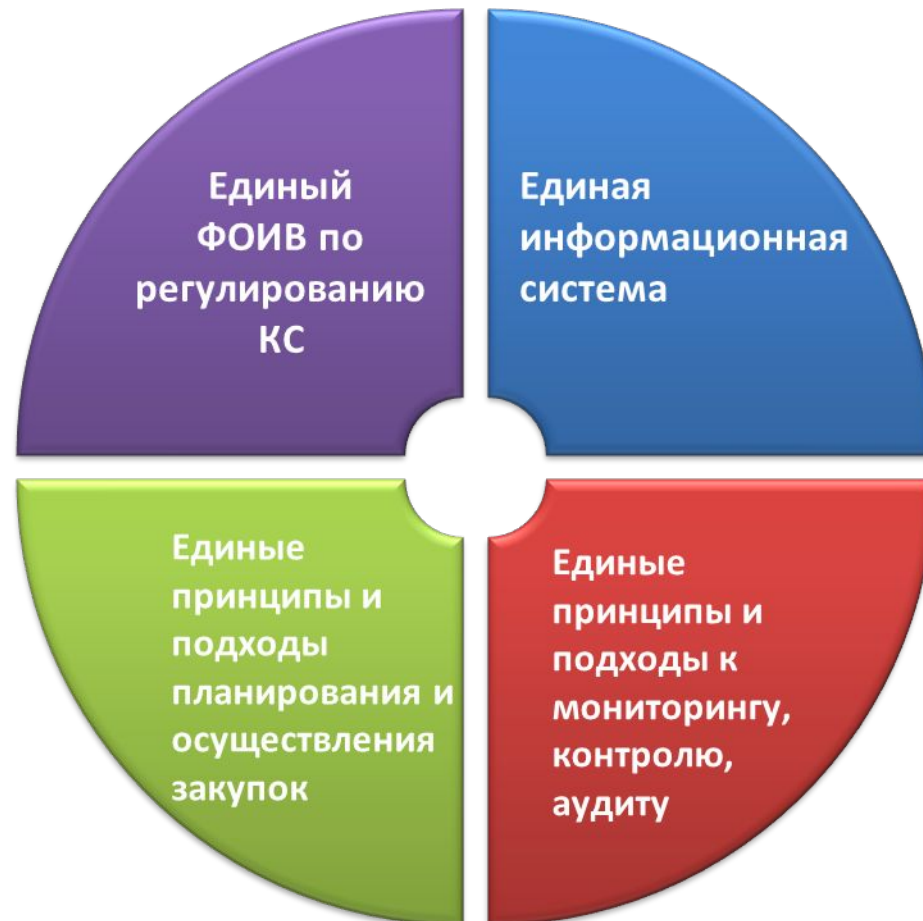 Единый
ФОИВ по
регулированию
КС
Единая
информационная
система
Единые
принципы и
подходы
планирования и
осуществления
закупок
Единые
принципы и
подходы к
мониторингу,
контролю,
аудиту